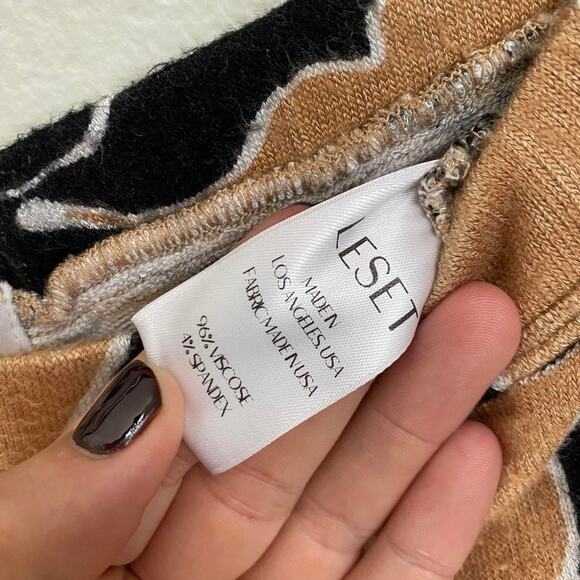 LESET
MADE IN
LOS ANGELES, USA
FABRIC MADE IN USA
96% VISCOSE
4% SPANDEX